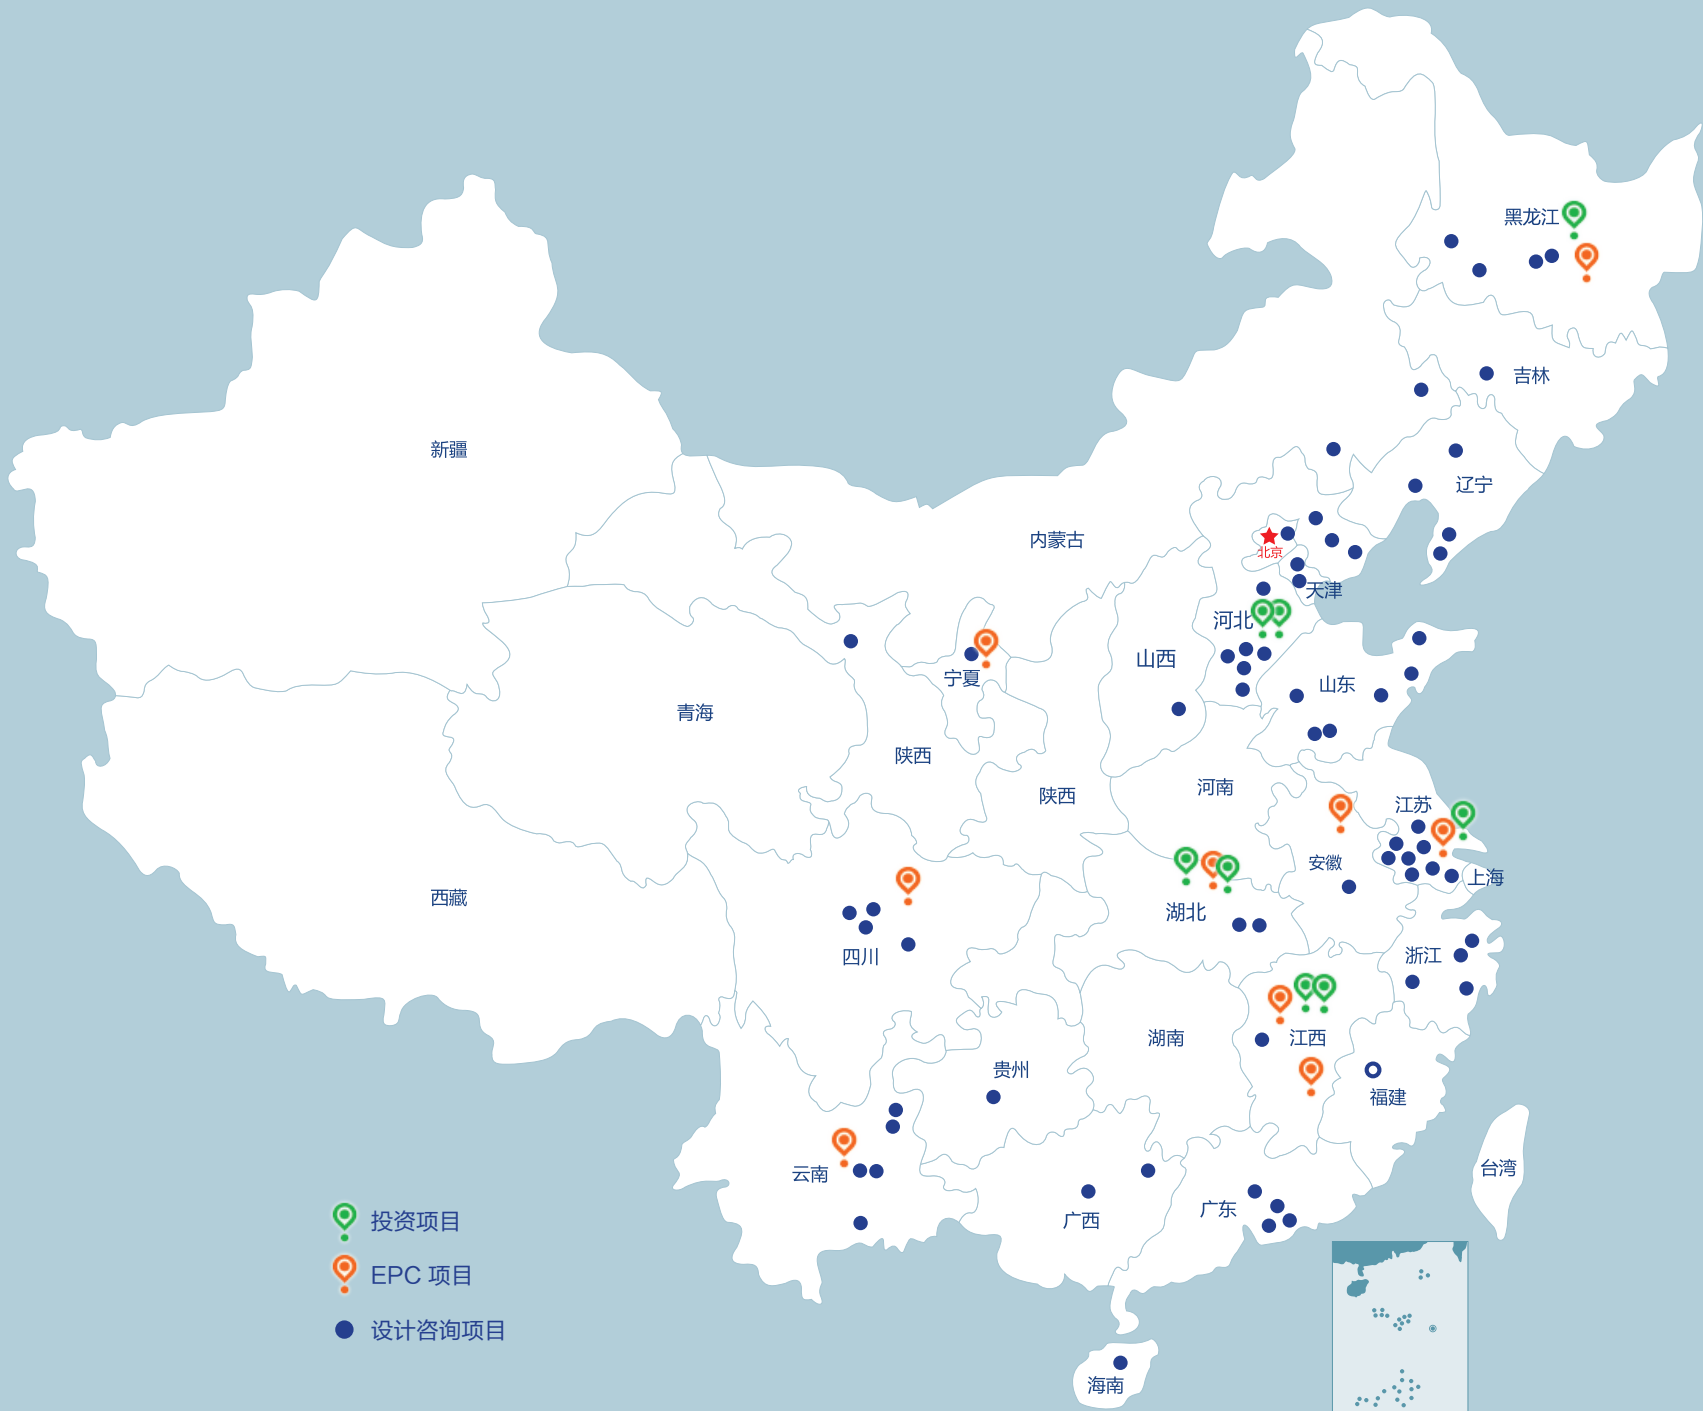 黑龙江
吉林
新疆
辽宁
内蒙古
北京
天津
河北
山西
宁夏
山东
青海
陕西
河南
陕西
江苏
安徽
上海
西藏
湖北
四川
浙江
湖南
江西
贵州
福建
云南
台湾
广东
广西
投资项目
EPC 项目
设计咨询项目
海南